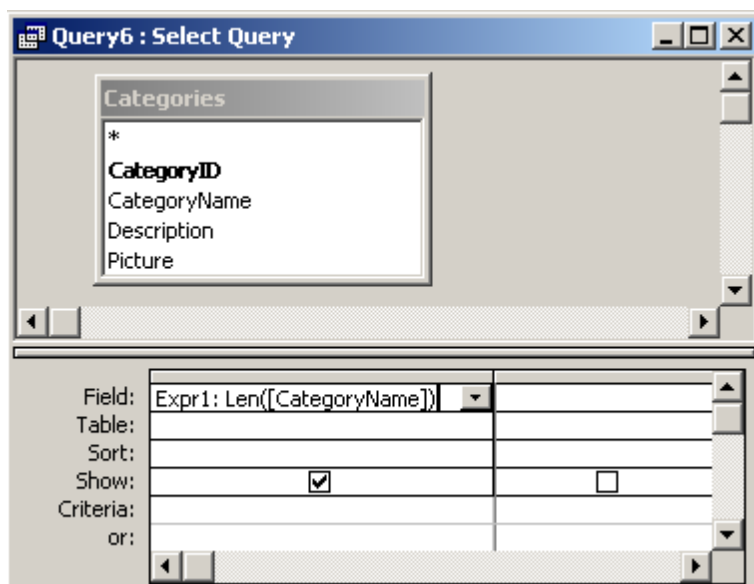 Query6 : Select Query
Categories
*
CategoryID
CategoryName
Description
Picture
Field: Expr1: Len([CategoryName])
Table:
Sort:
Show:
Criteria:
or: